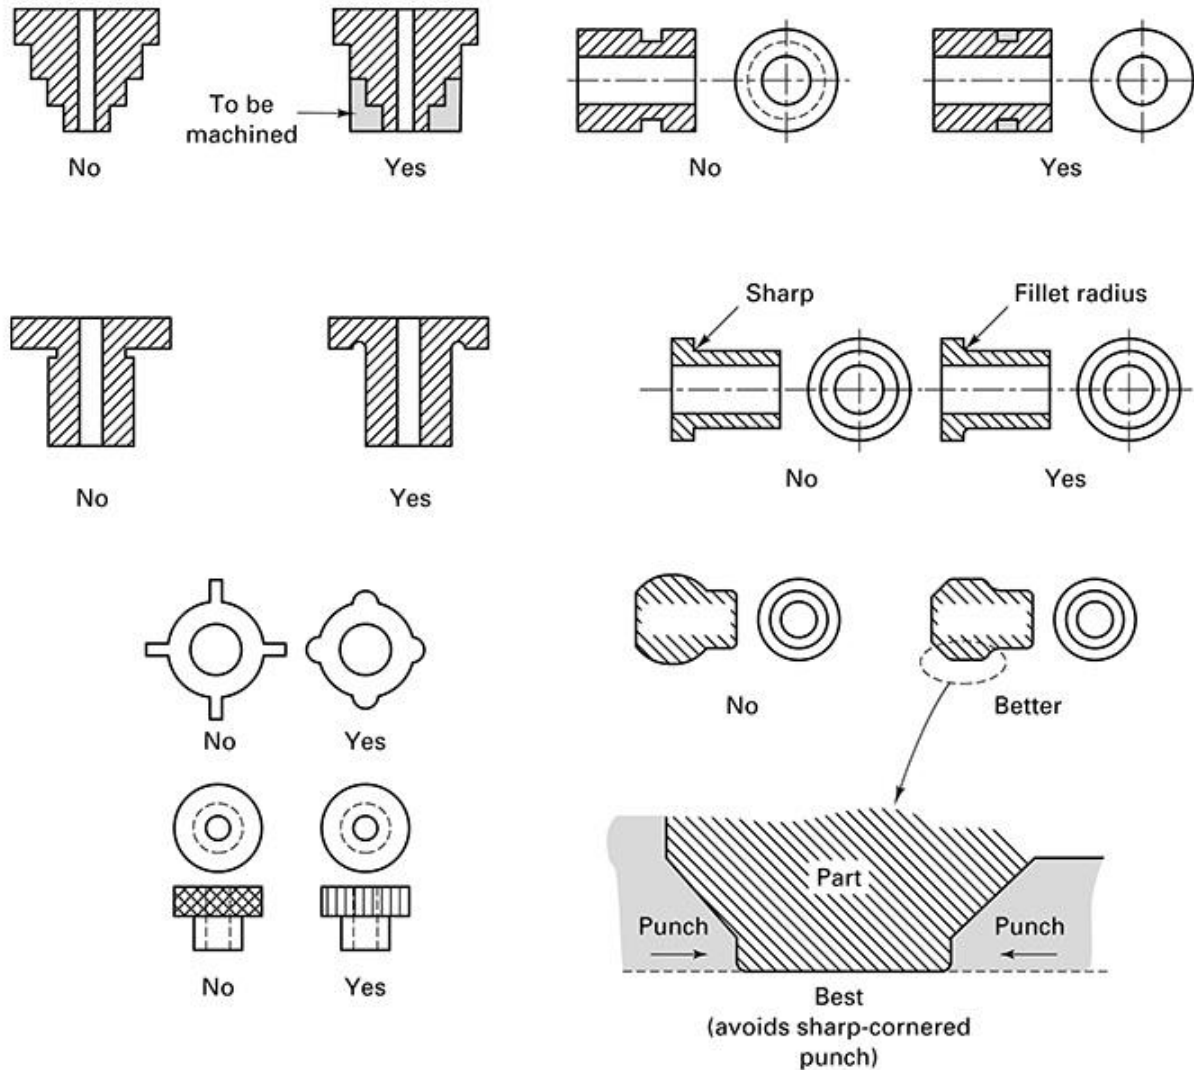 To be
machined
No
Yes
No
Yes
Sharp
Fillet radius
No
Yes
No
Yes
No
Yes
No
Better
No
Yes
Part
Punch
Punch
Best
(avoids sharp-cornered
punch)